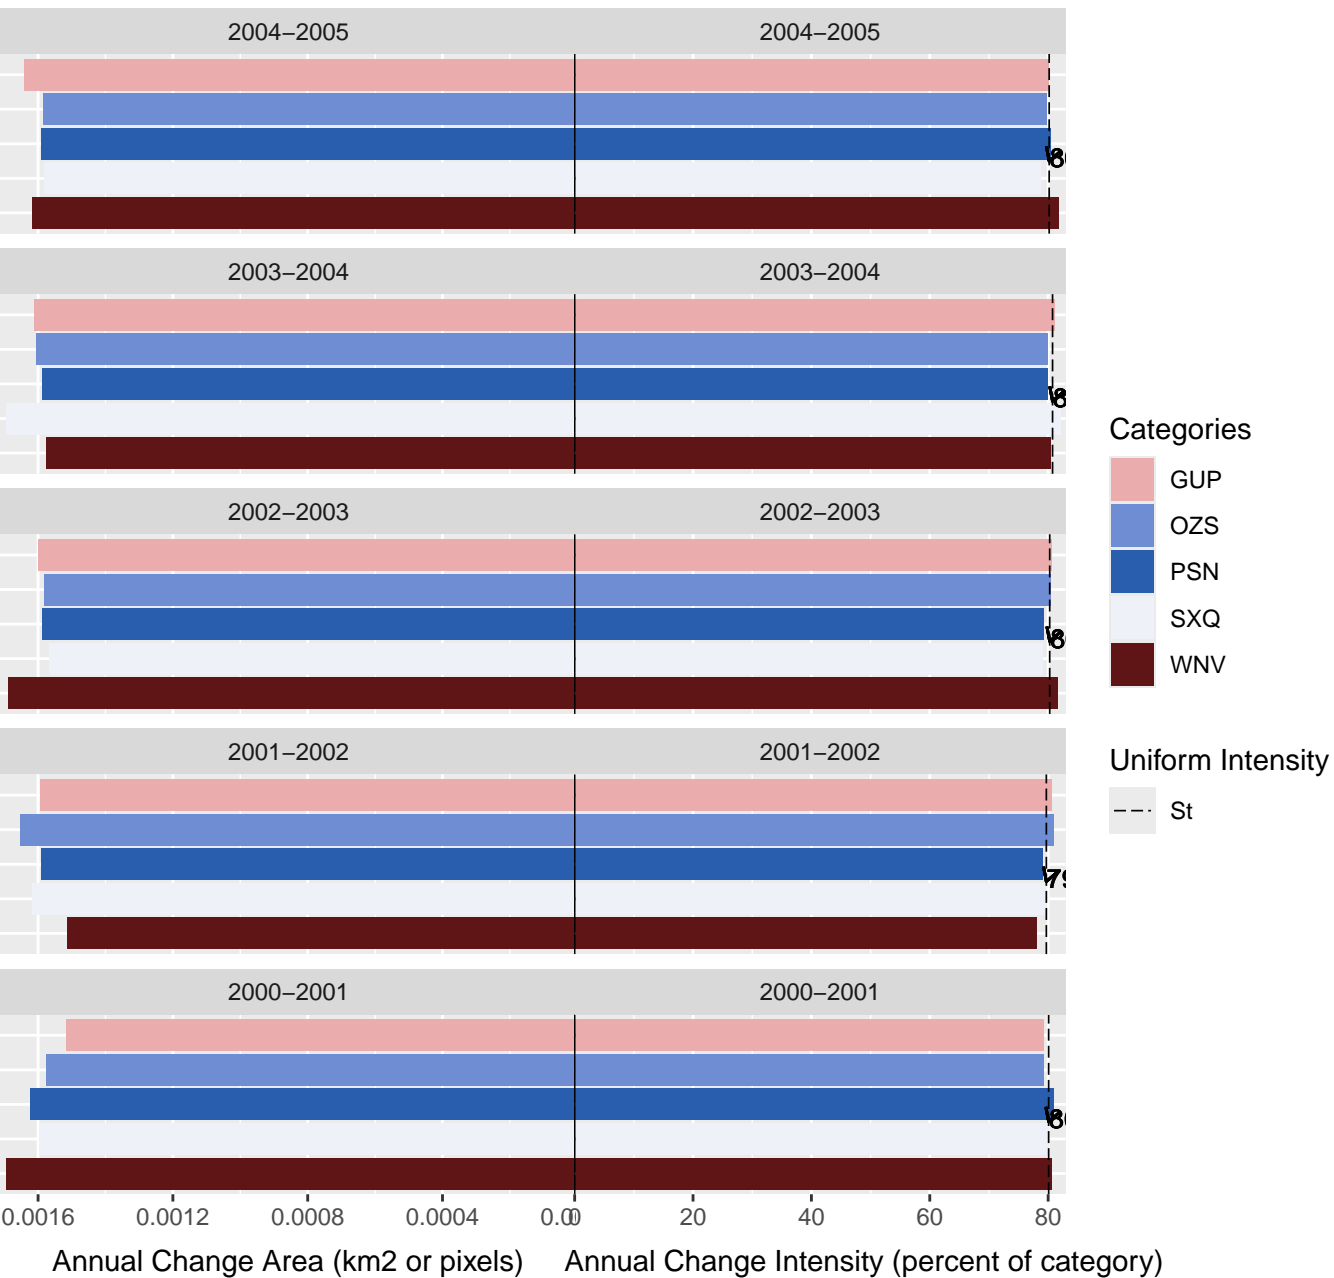 2004−2005 2004−2005
2003−2004 2003−2004
2002−2003 2002−2003
2001−2002 2001−2002
2000−2001 2000−2001
0.0016 0.0012 0.0008 0.0004 0 20 40 60 80
Annual Change Area (km2 or pixels) Annual Change Intensity (percent of category)
Categories
GUP
OZS
PSN
SXQ
WNV
Uniform Intensity
St